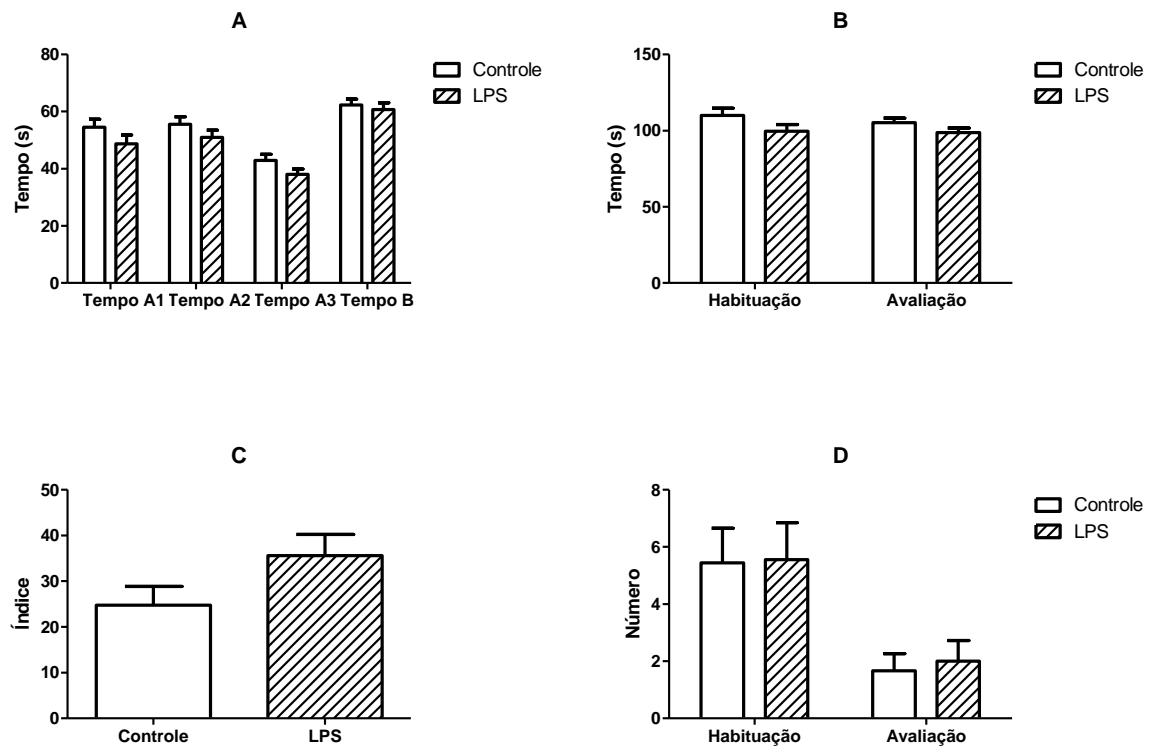 A
80
60
40
20
0
Tempo (s)
Tempo A1 Tempo A2 Tempo A3 Tempo B
Controle
LPS
B
150
100
50
0
Tempo (s)
Habituação Avaliação
Controle
LPS
C
50
40
30
20
10
0
Índice
Controle LPS
D
8
6
4
2
0
Número
Habituação Avaliação
Controle
LPS